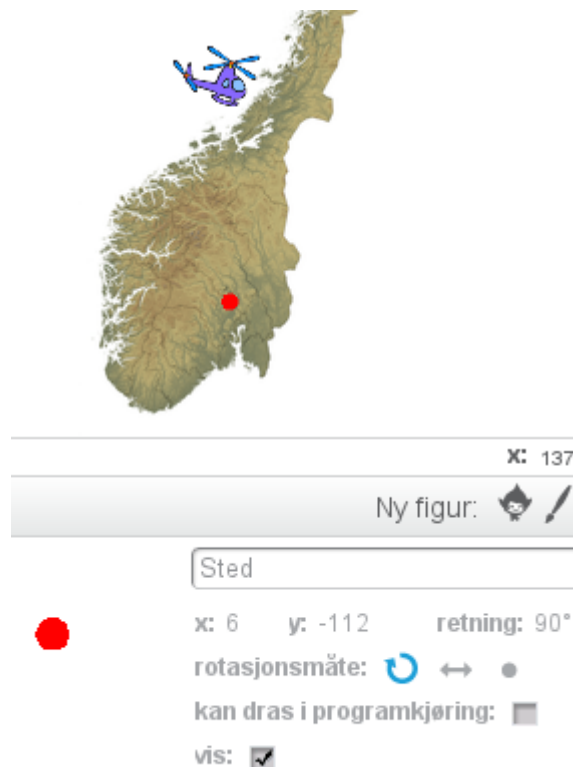 x: 137
Ny figur:
Sted
x: 6 y: -112 retning: 90°
rotasjonsmåte:
kan dras i programkjøring:
vis: